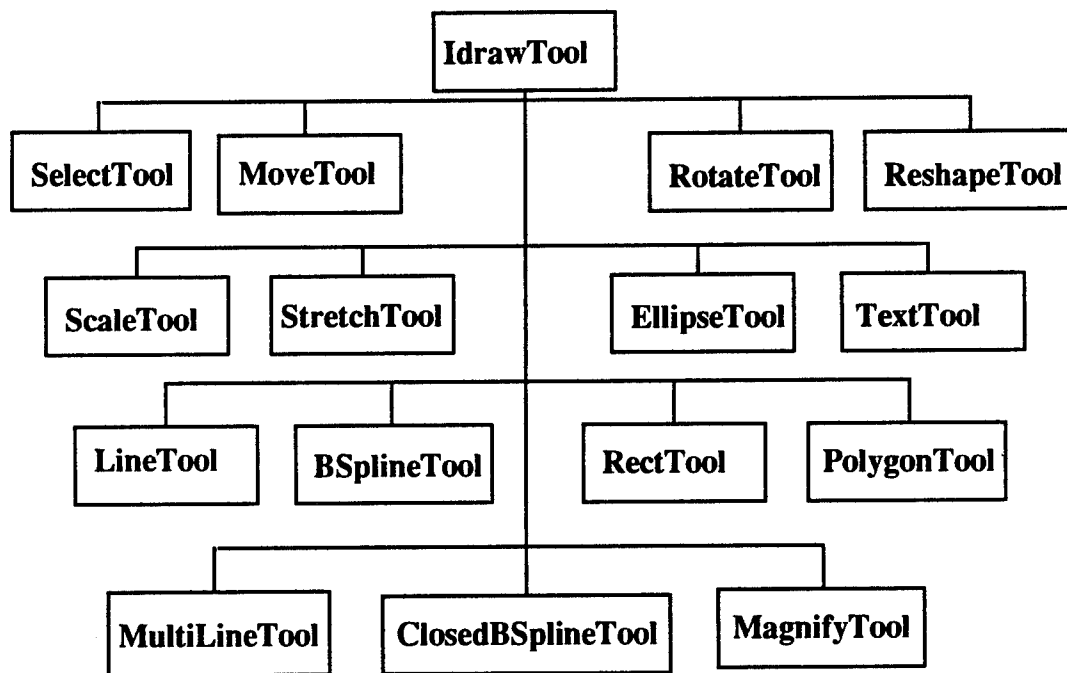 IdrawTool
SelectTool
MoveTool
RotateTool
ReshapeTool
ScaleTool
StretchTool
EllipseTool
TextTool
LineTool
BSplineTool
RectTool
PolygonTool
MultiLineTool
ClosedBSplineTool
MagnifyTool